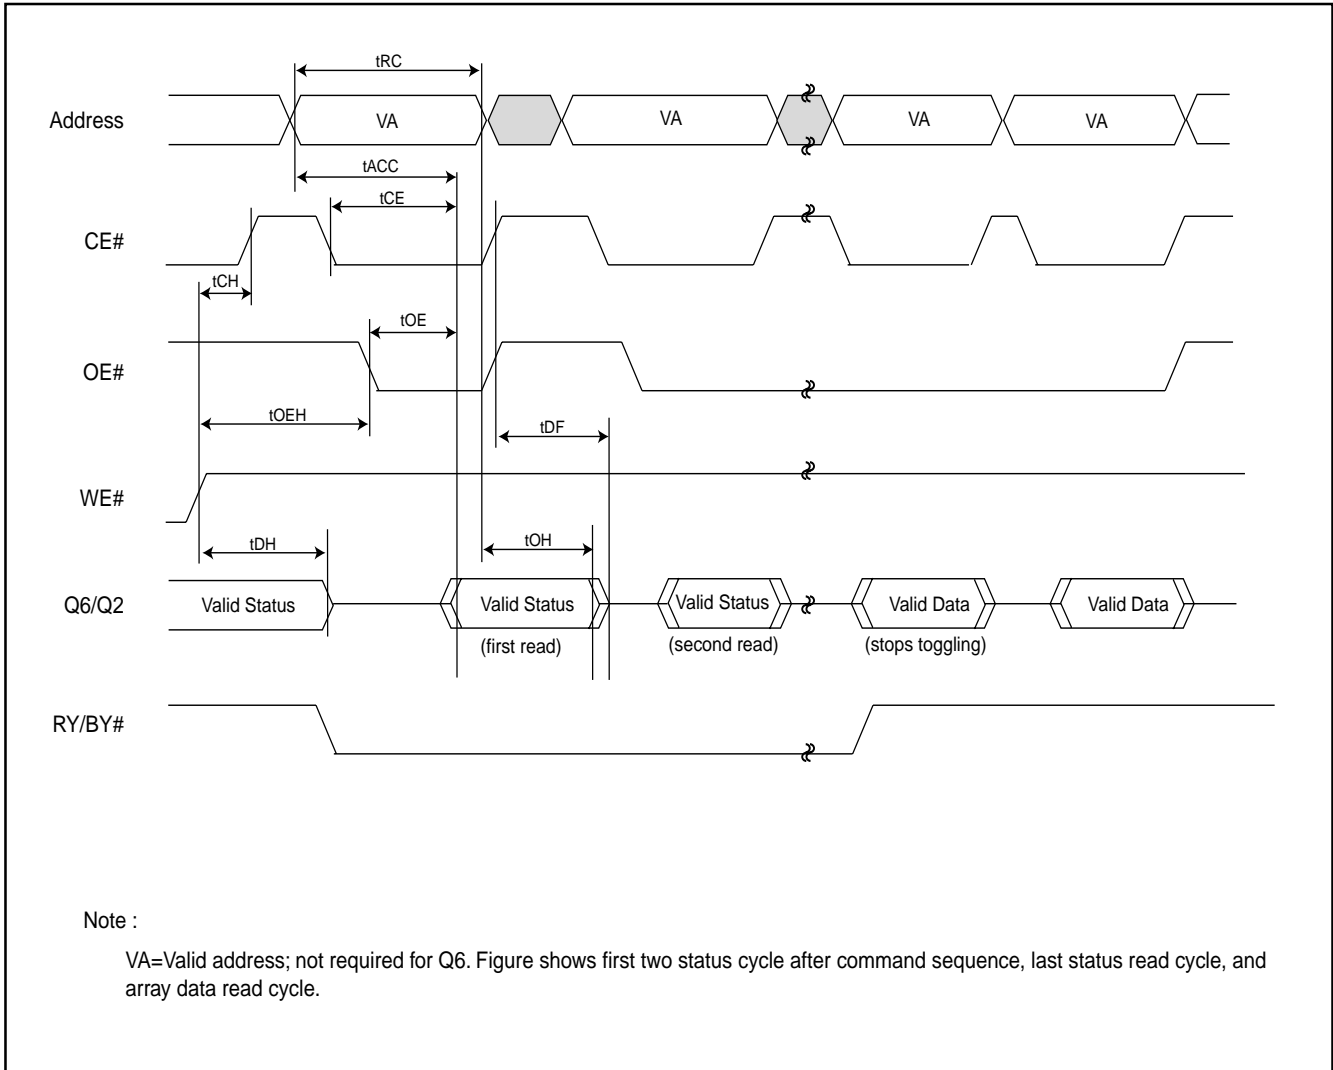 tRC
Address
VA
VA
VA
VA
tACC
tCE
CE#
tCH
tOE
OE#
tOEH
tDF
WE#
tDH
tOH
Q6/Q2
Valid Status
Valid Status
Valid Status
Valid Data
Valid Data
(first read)
(second read)
(stops toggling)
RY/BY#
Note :
VA=Valid address; not required for Q6. Figure shows first two status cycle after command sequence, last status read cycle, and
array data read cycle.